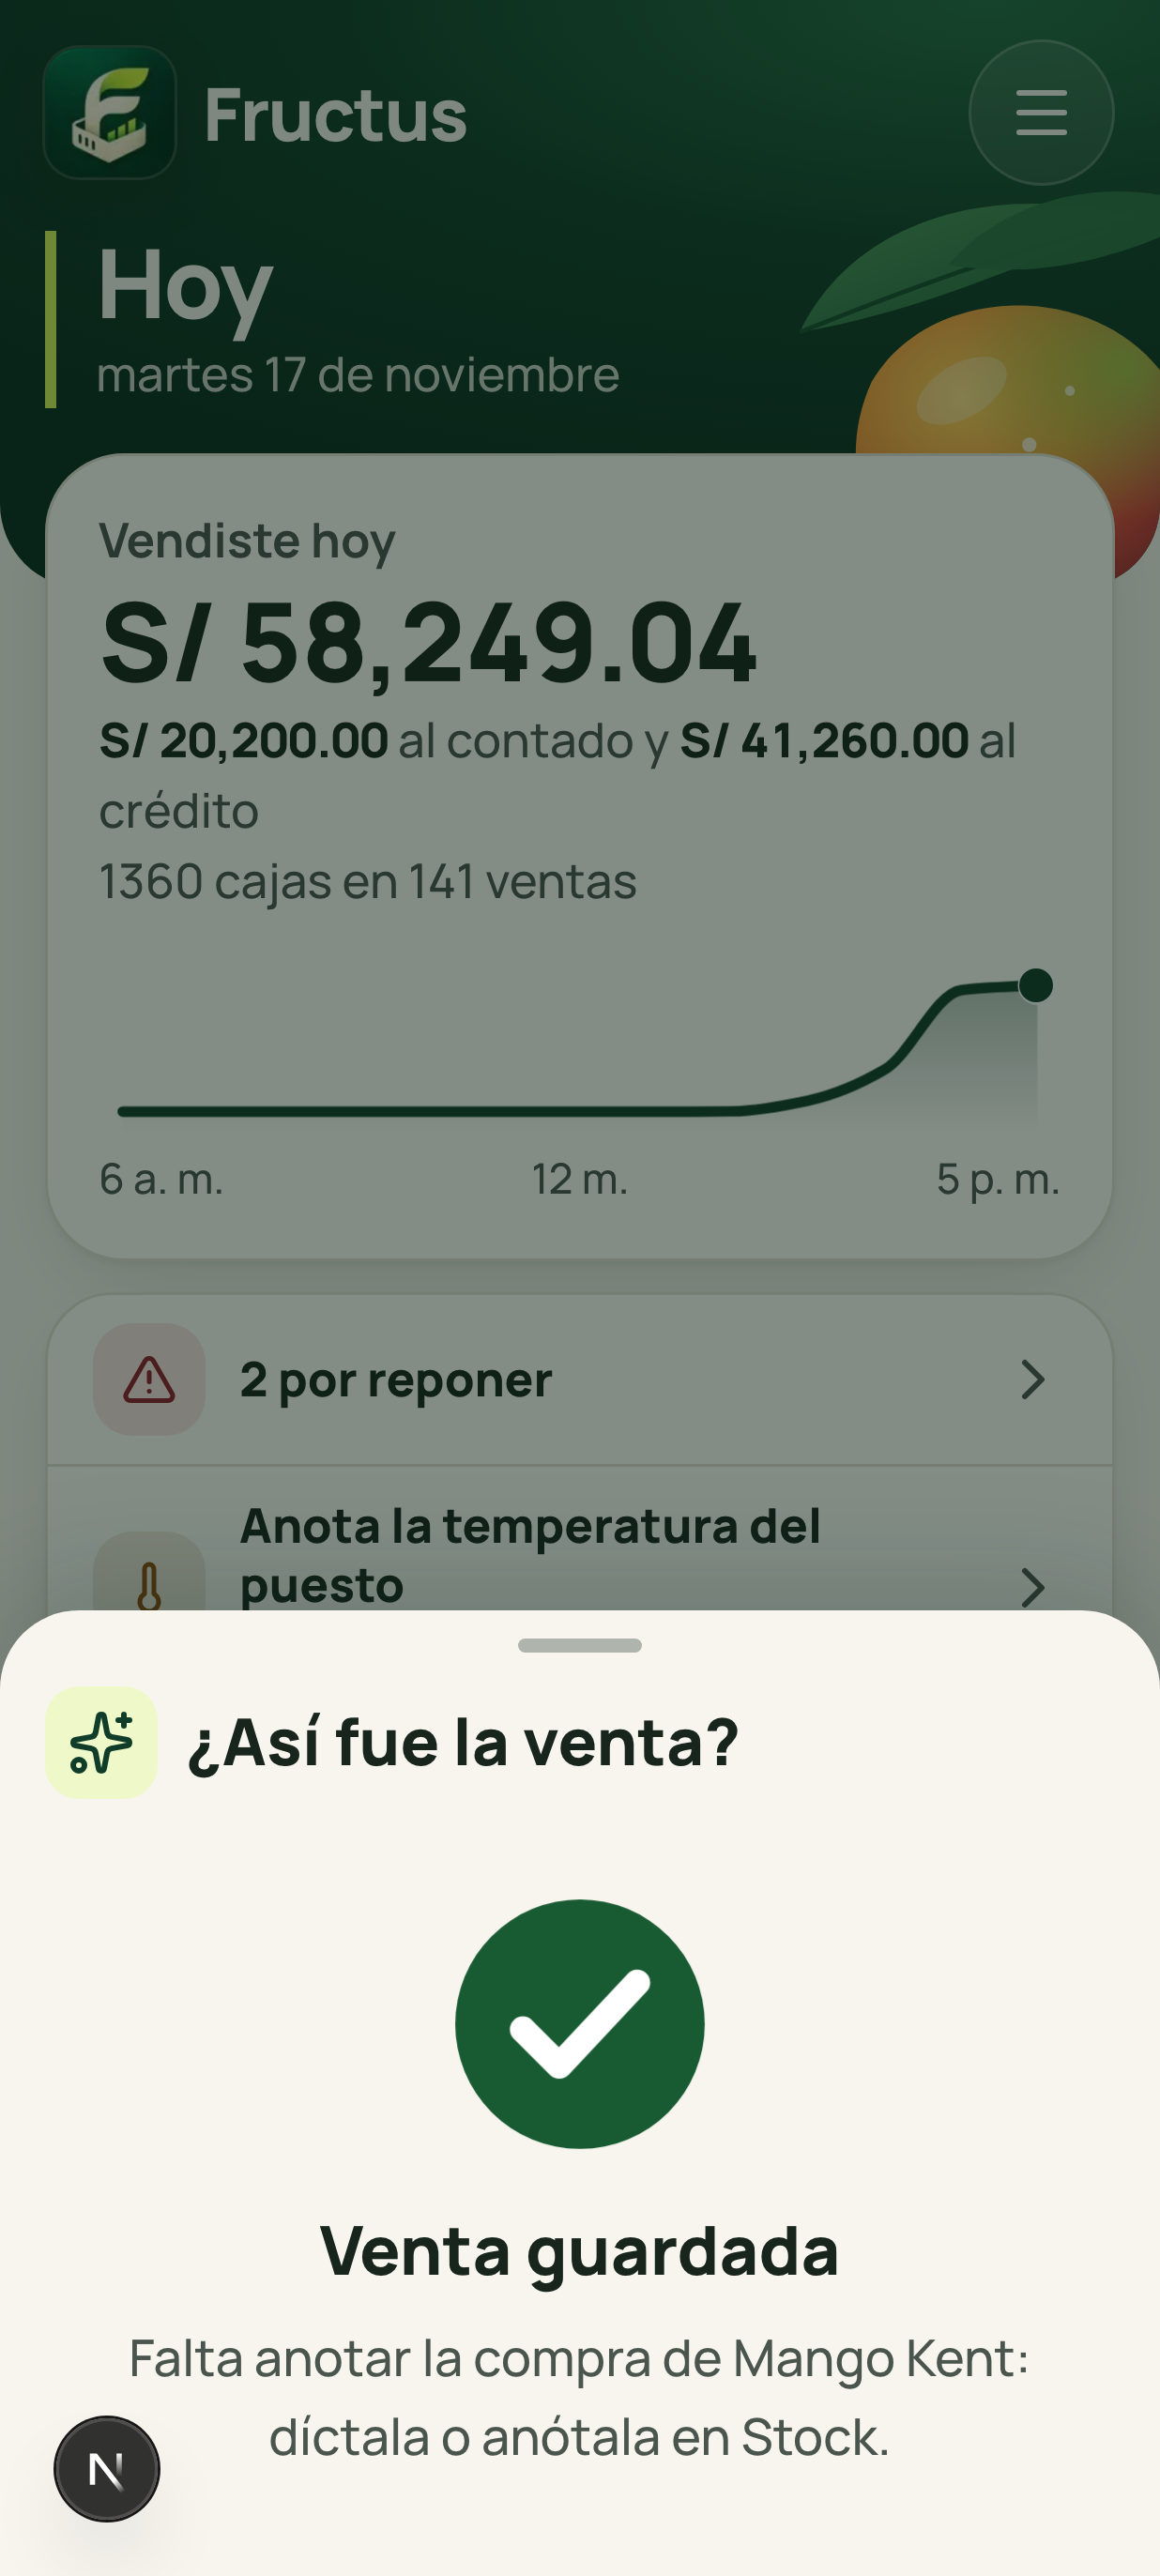 Fructus
Hoy
martes 17 de noviembre
Vendiste hoy
S/ 58,249.04
S/ 20,200.00 al contado y S/ 41,260.00 al
crédito
1360 cajas en 141 ventas
6 a. m. 12 m. 5 p. m.
2 por reponer
Anota la temperatura del
puesto
¿Así fue la venta?
Venta guardada
Falta anotar la compra de Mango Kent:
díctala o anótala en Stock.
N